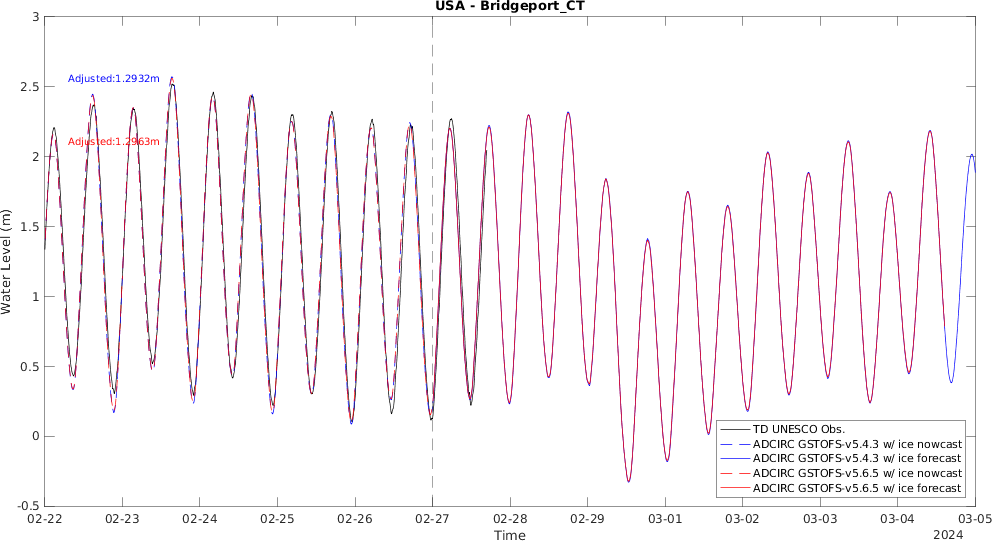 USA - Bridgeport_CT
3
2.5
2
1.5
1
0.5
0
-0.5
Water Level (m)
Adjusted:1.2932m
Adjusted:1.2963m
TD UNESCO Obs.
ADCIRC GSTOFS-v5.4.3 w/ ice nowcast
ADCIRC GSTOFS-v5.4.3 w/ ice forecast
ADCIRC GSTOFS-v5.6.5 w/ ice nowcast
ADCIRC GSTOFS-v5.6.5 w/ ice forecast
02-22 02-23 02-24 02-25 02-26 02-27 02-28 02-29 03-01 03-02 03-03 03-04 03-05
Time
2024